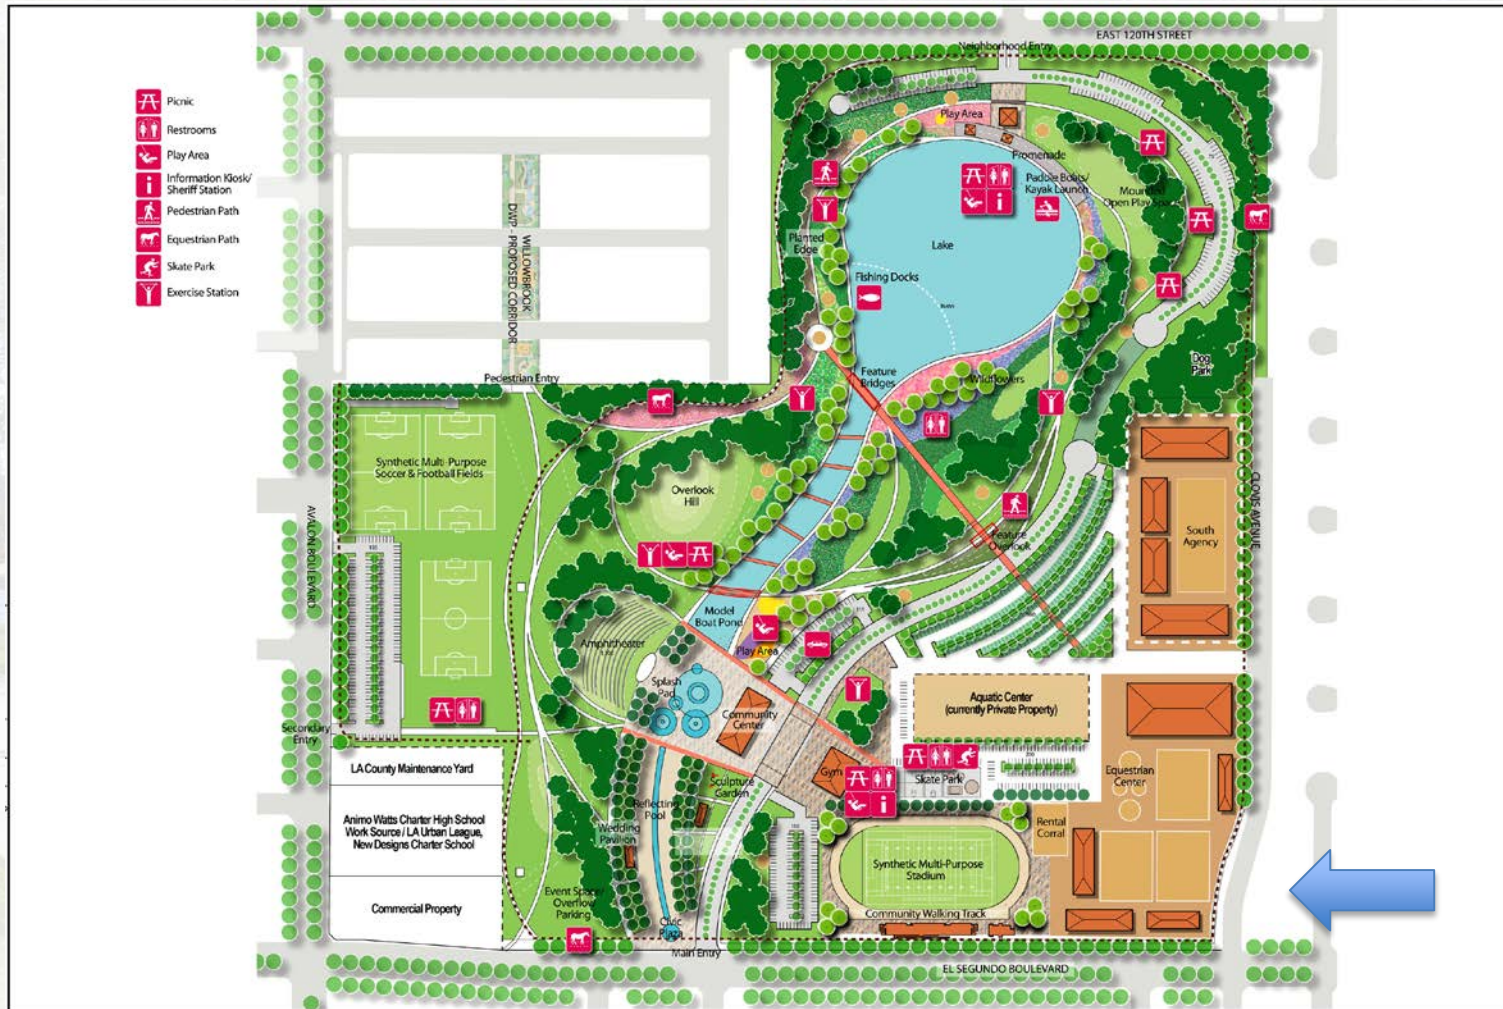 EAST 120TH STREET
Neighborhood Entry
Picnic
Restrooms
Play Area
Information Kiosk/
Sheriff Station
Pedestrian Path
Equestrian Path
Skate Park
Exercise Station
Play Area
Promenade
Paddle Boats/
Kayak Launch
Mounded
Open Play Space
WILLOWBROOK
DWP - PROPOSED CORRIDOR
Planted
Edge
Lake
Fishing Docks
Dog
Park
Feature
Bridges
Wildflowers
Pedestrian Entry
Synthetic Multi-Purpose
Soccer & Football Fields
Overlook
Hill
AVALON BOULEVARD
CLOVIS AVENUE
South
Agency
Feature
Overlook
Model
Boat Pond
Amphitheater
Play Area
Splash
Pad
Community
Center
Aquatic Center
(currently Private Property)
Secondary
Entry
LA County Maintenance Yard
Gym
Skate Park
Equestrian
Center
Sculpture
Garden
Reflecting
Pool
Wedding
Pavilion
Rental
Corral
Animo Watts Charter High School
Work Source / LA Urban League,
New Designs Charter School
Synthetic Multi-Purpose
Stadium
Event Space/
Overflow
Parking
Commercial Property
Community Walking Track
Civic
Plaza
Main Entry
EL SEGUNDO BOULEVARD